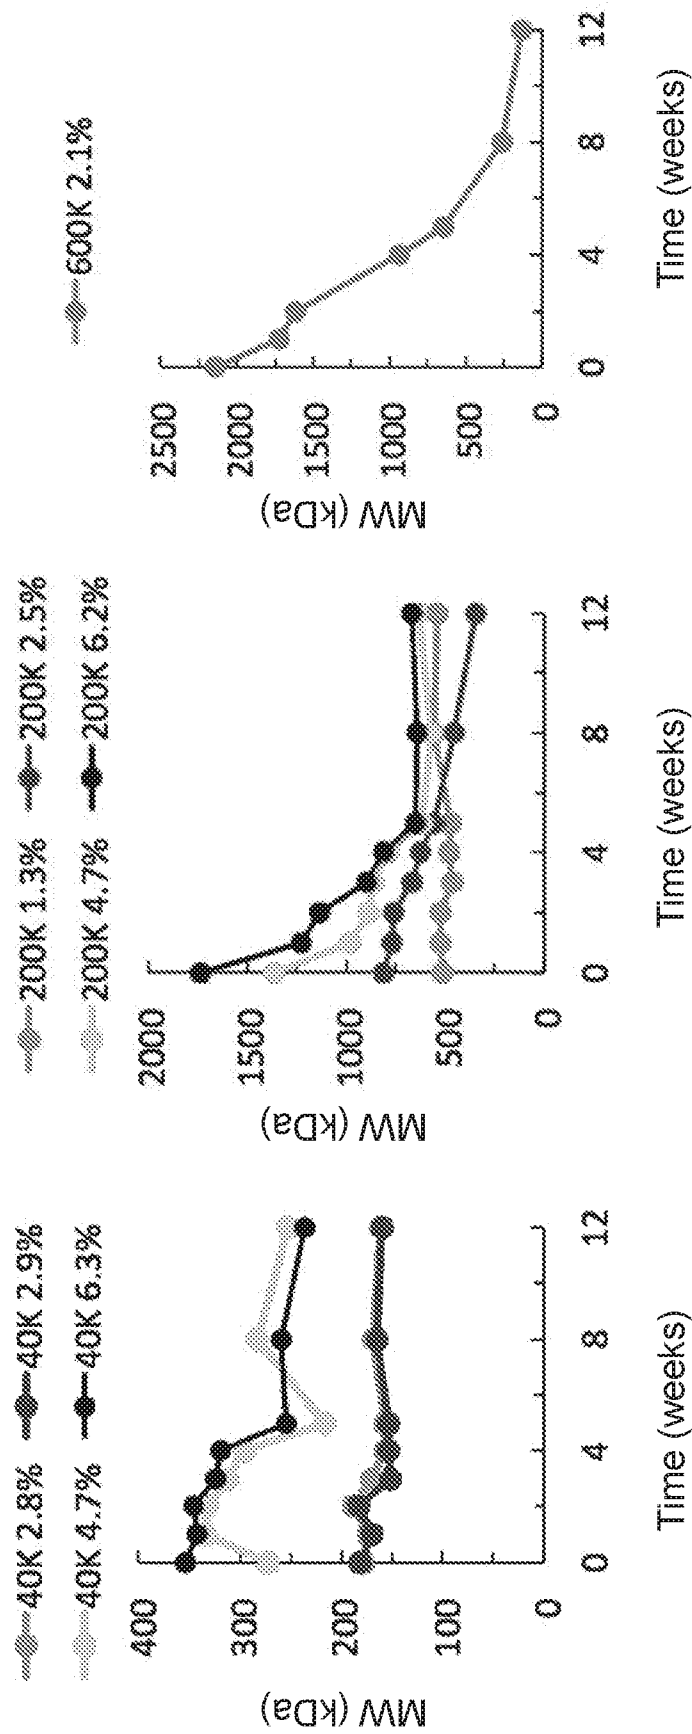 40K 2.8% 40K 2.9%
40K 4.7% 40K 6.3%
MW (kDa)
400
300
200
100
0
0 4 8 12
Time (weeks)
200K 1.3% 200K 2.5%
200K 4.7% 200K 6.2%
MW (kDa)
2000
1500
1000
500
0
0 4 8 12
Time (weeks)
600K 2.1%
MW (kDa)
2500
2000
1500
1000
500
0
0 4 8 12
Time (weeks)